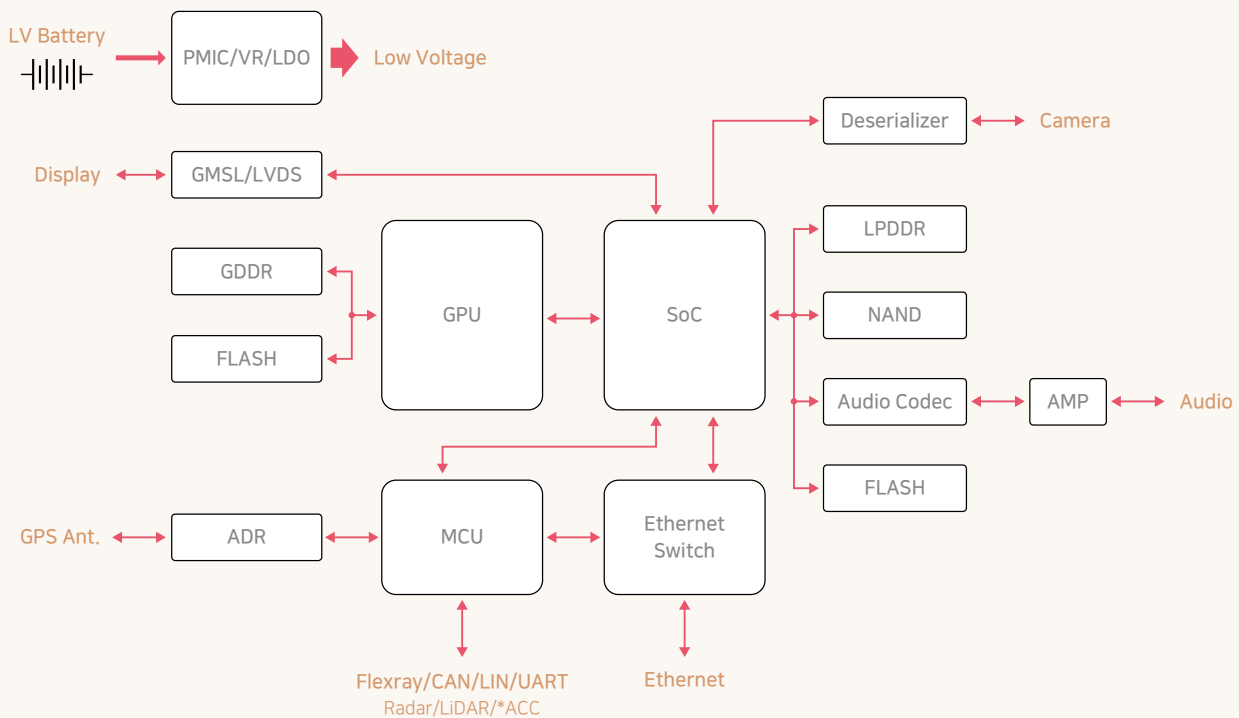 LV Battery
PMIC/VR/LDO
Low Voltage
Deserializer
Camera
Display
GMSL/LVDS
LPDDR
GDDR
GPU
SoC
NAND
FLASH
Audio Codec
AMP
Audio
FLASH
GPS Ant.
ADR
MCU
Ethernet
Switch
Flexray/CAN/LIN/UART
Radar/LiDAR/*ACC
Ethernet